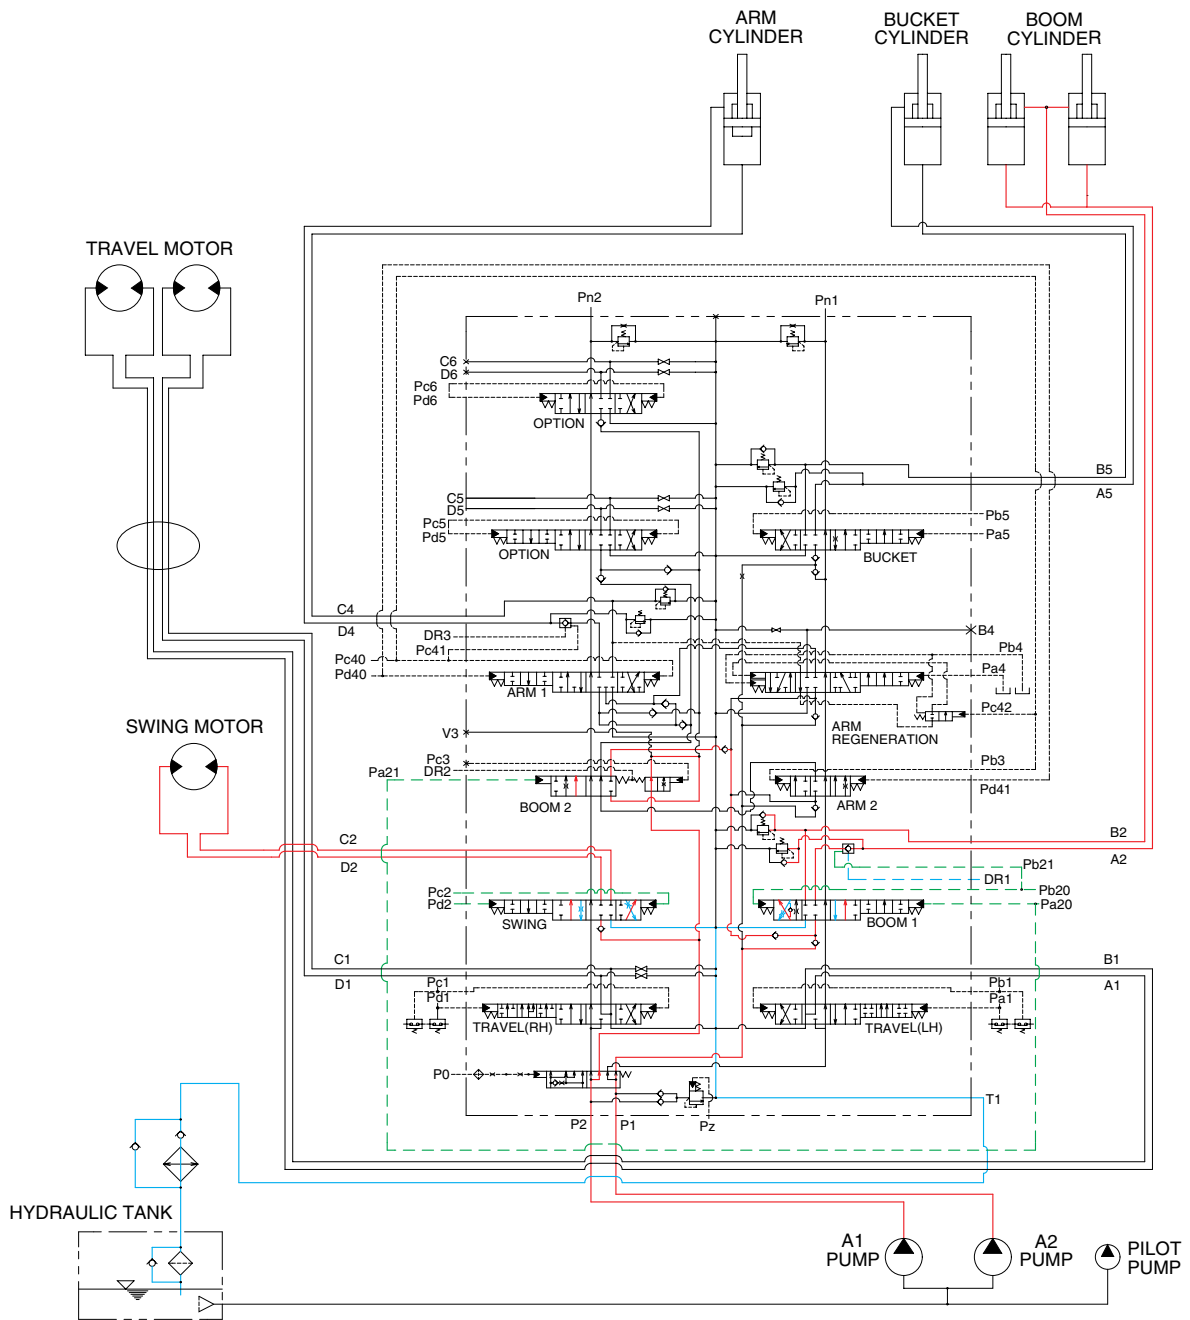 ARM
CYLINDER
BUCKET
CYLINDER
BOOM
CYLINDER
TRAVEL MOTOR
Pn2
Pn1
C6
D6
Pc6
Pd6
OPTION
B5
A5
C5
D5
Pc5
Pd5
OPTION
Pb5
Pa5
BUCKET
C4
D4
DR3
Pc41
Pc40
Pd40
ARM 1
B4
Pb4
Pa4
Pc42
ARM
REGENERATION
SWING MOTOR
V3
Pc3
DR2
Pa21
BOOM 2
Pb3
Pd41
ARM 2
C2
D2
B2
A2
Pb21
DR1
Pc2
Pd2
SWING
Pb20
Pa20
BOOM 1
C1
D1
B1
A1
Pc1
Pd1
TRAVEL(RH)
Pb1
Pa1
TRAVEL(LH)
P0
P2
P1
Pz
T1
HYDRAULIC TANK
A1
PUMP
A2
PUMP
PILOT
PUMP